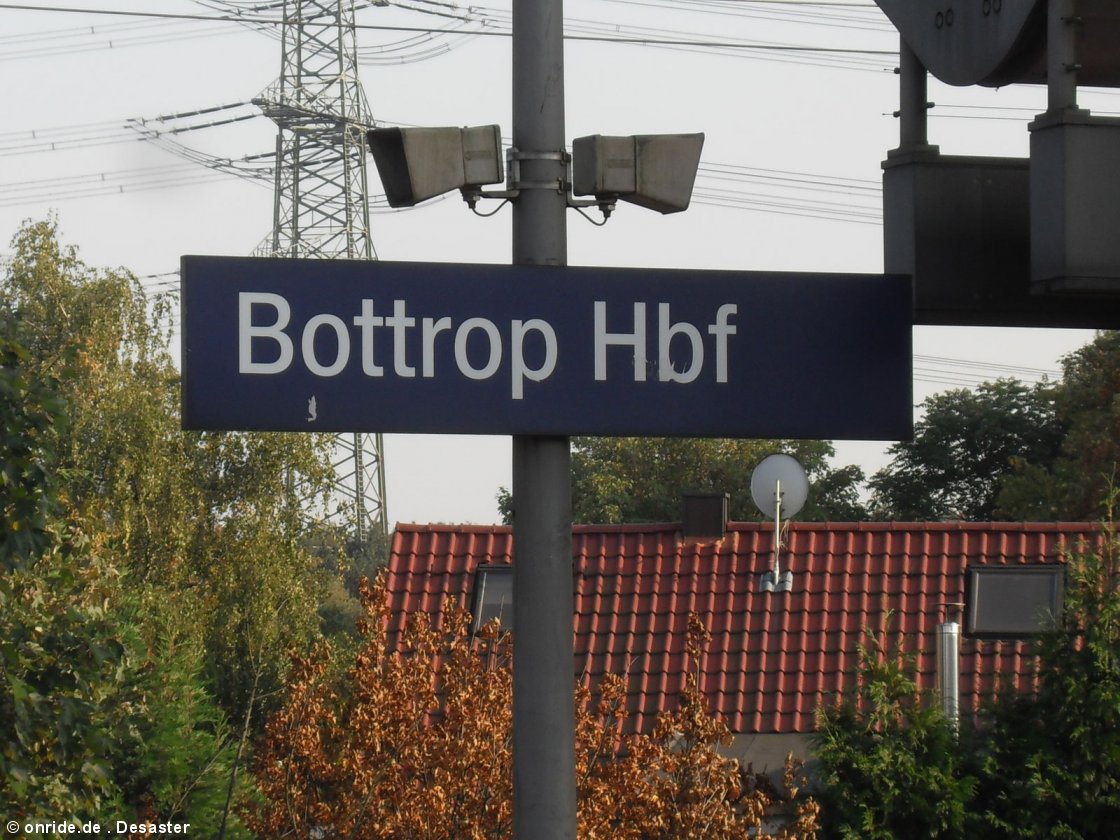 Bottrop Hbf
© onride.de . Desaster